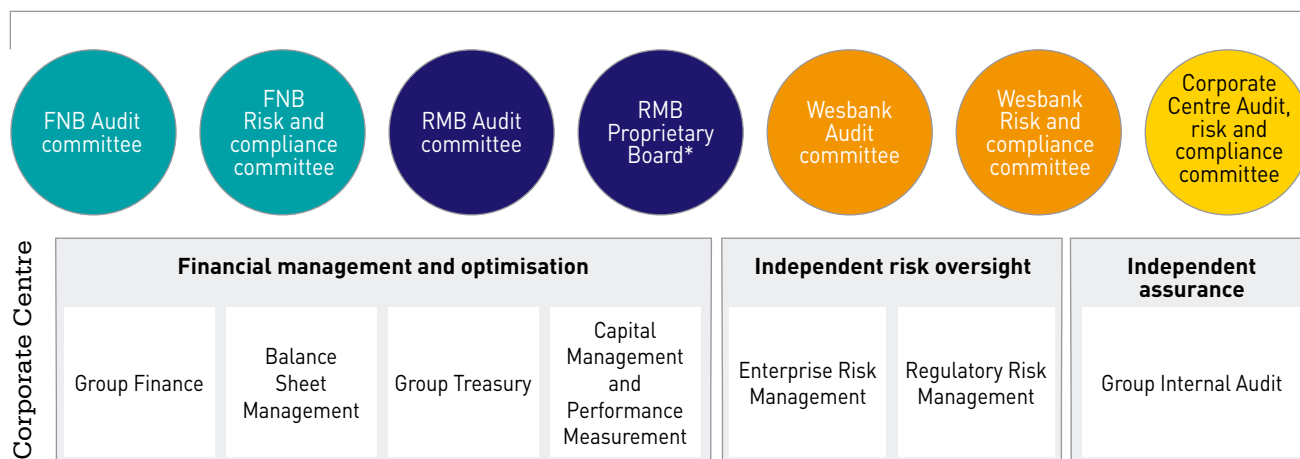 FNB Audit
committee
FNB
Risk and
compliance
committee
RMB Audit
committee
RMB
Proprietary
Board*
Wesbank
Audit
committee
Wesbank
Risk and
compliance
committee
Corporate
Centre Audit,
risk and
compliance
committee
Corporate Centre
Financial management and optimisation
Group Finance
Balance
Sheet
Management
Group Treasury
Capital
Management
and
Performance
Measurement
Independent risk oversight
Enterprise Risk
Management
Regulatory Risk
Management
Independent
assurance
Group Internal Audit